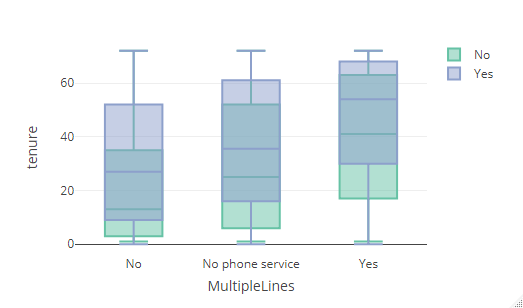 No
Yes
60
40
20
0
tenure
No
No phone service
Yes
MultipleLines